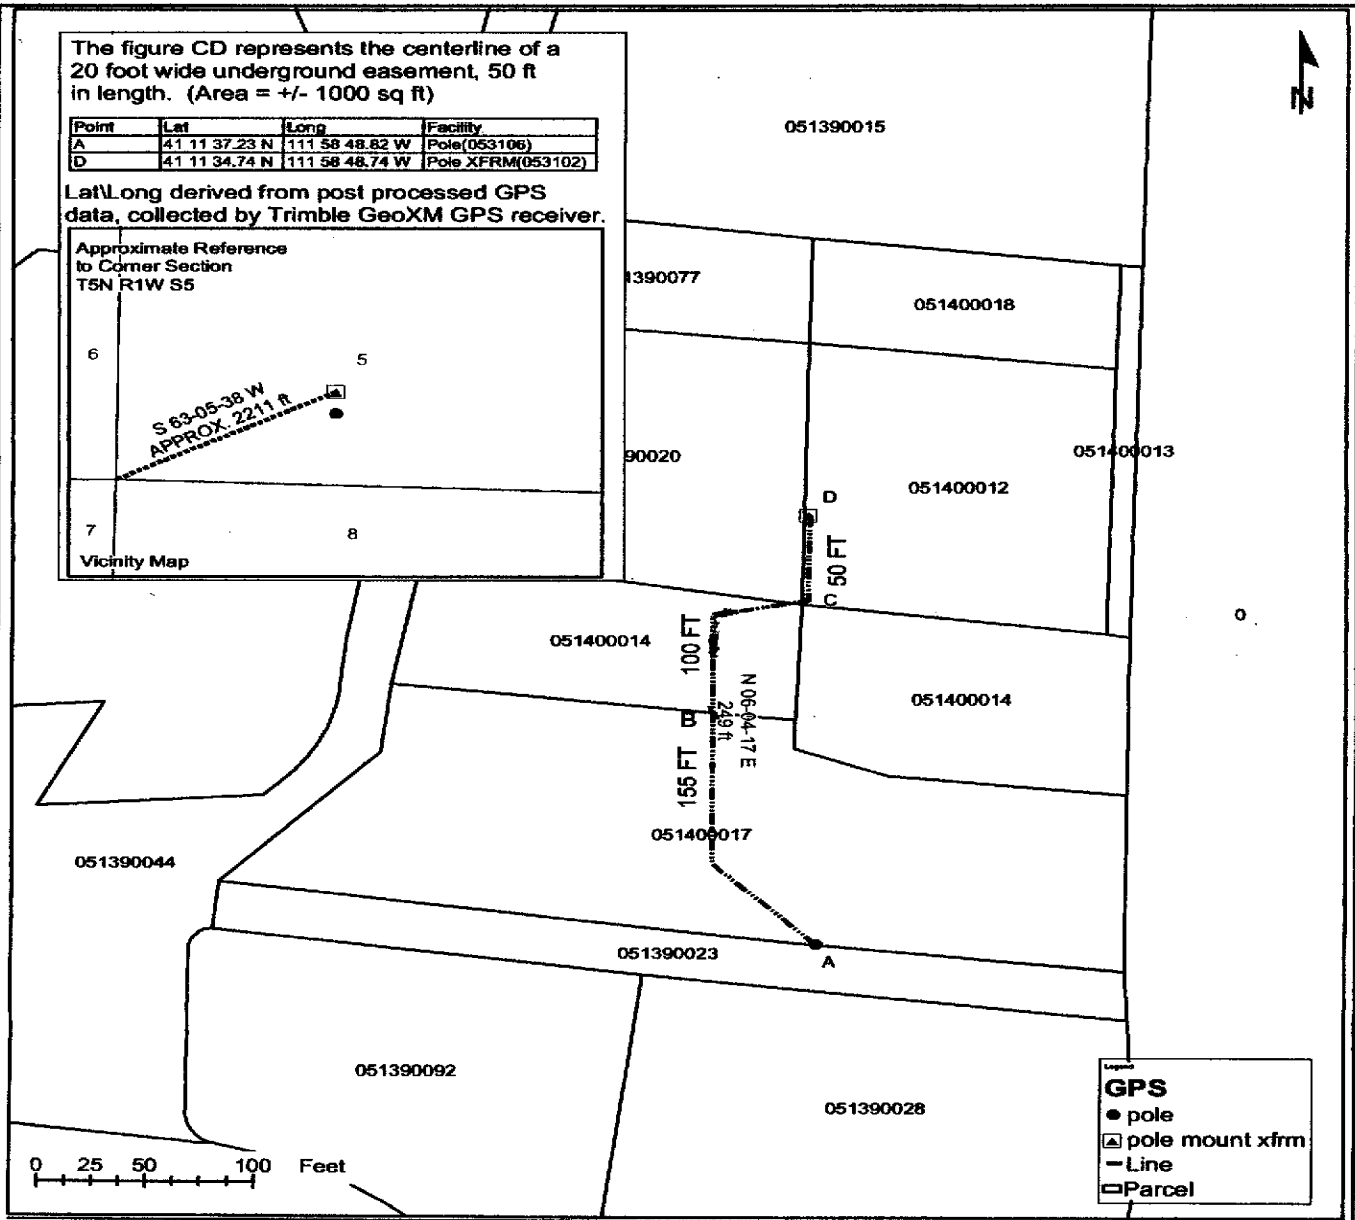 The figure CD represents the centerline of a
20 foot wide underground easement, 50 ft
in length. (Area = +/- 1000 sq ft)
Point Lat Long Facility
A 41 11 37.23 N 111 58 48.82 W Pole(053106)
D 41 11 34.74 N 111 58 48.74 W Pole XFRM(053102)
Lat\Long derived from post processed GPS
data, collected by Trimble GeoXM GPS receiver.
Approximate Reference
to Corner Section
T5N R1W S5
6
5
S 63-05-38 W
APPROX. 2211 ft
7
8
Vicinity Map
N
051390015
1390077
051400018
90020
051400013
051400012
D
50 FT
C
0
051400014
100 FT
N 06-04-17 E
249 ft
051400014
B
155 FT
051400017
051390044
051390023
A
051390092
051390028
0 25 50 100 Feet
Legend
GPS
pole
pole mount xfrm
Line
Parcel